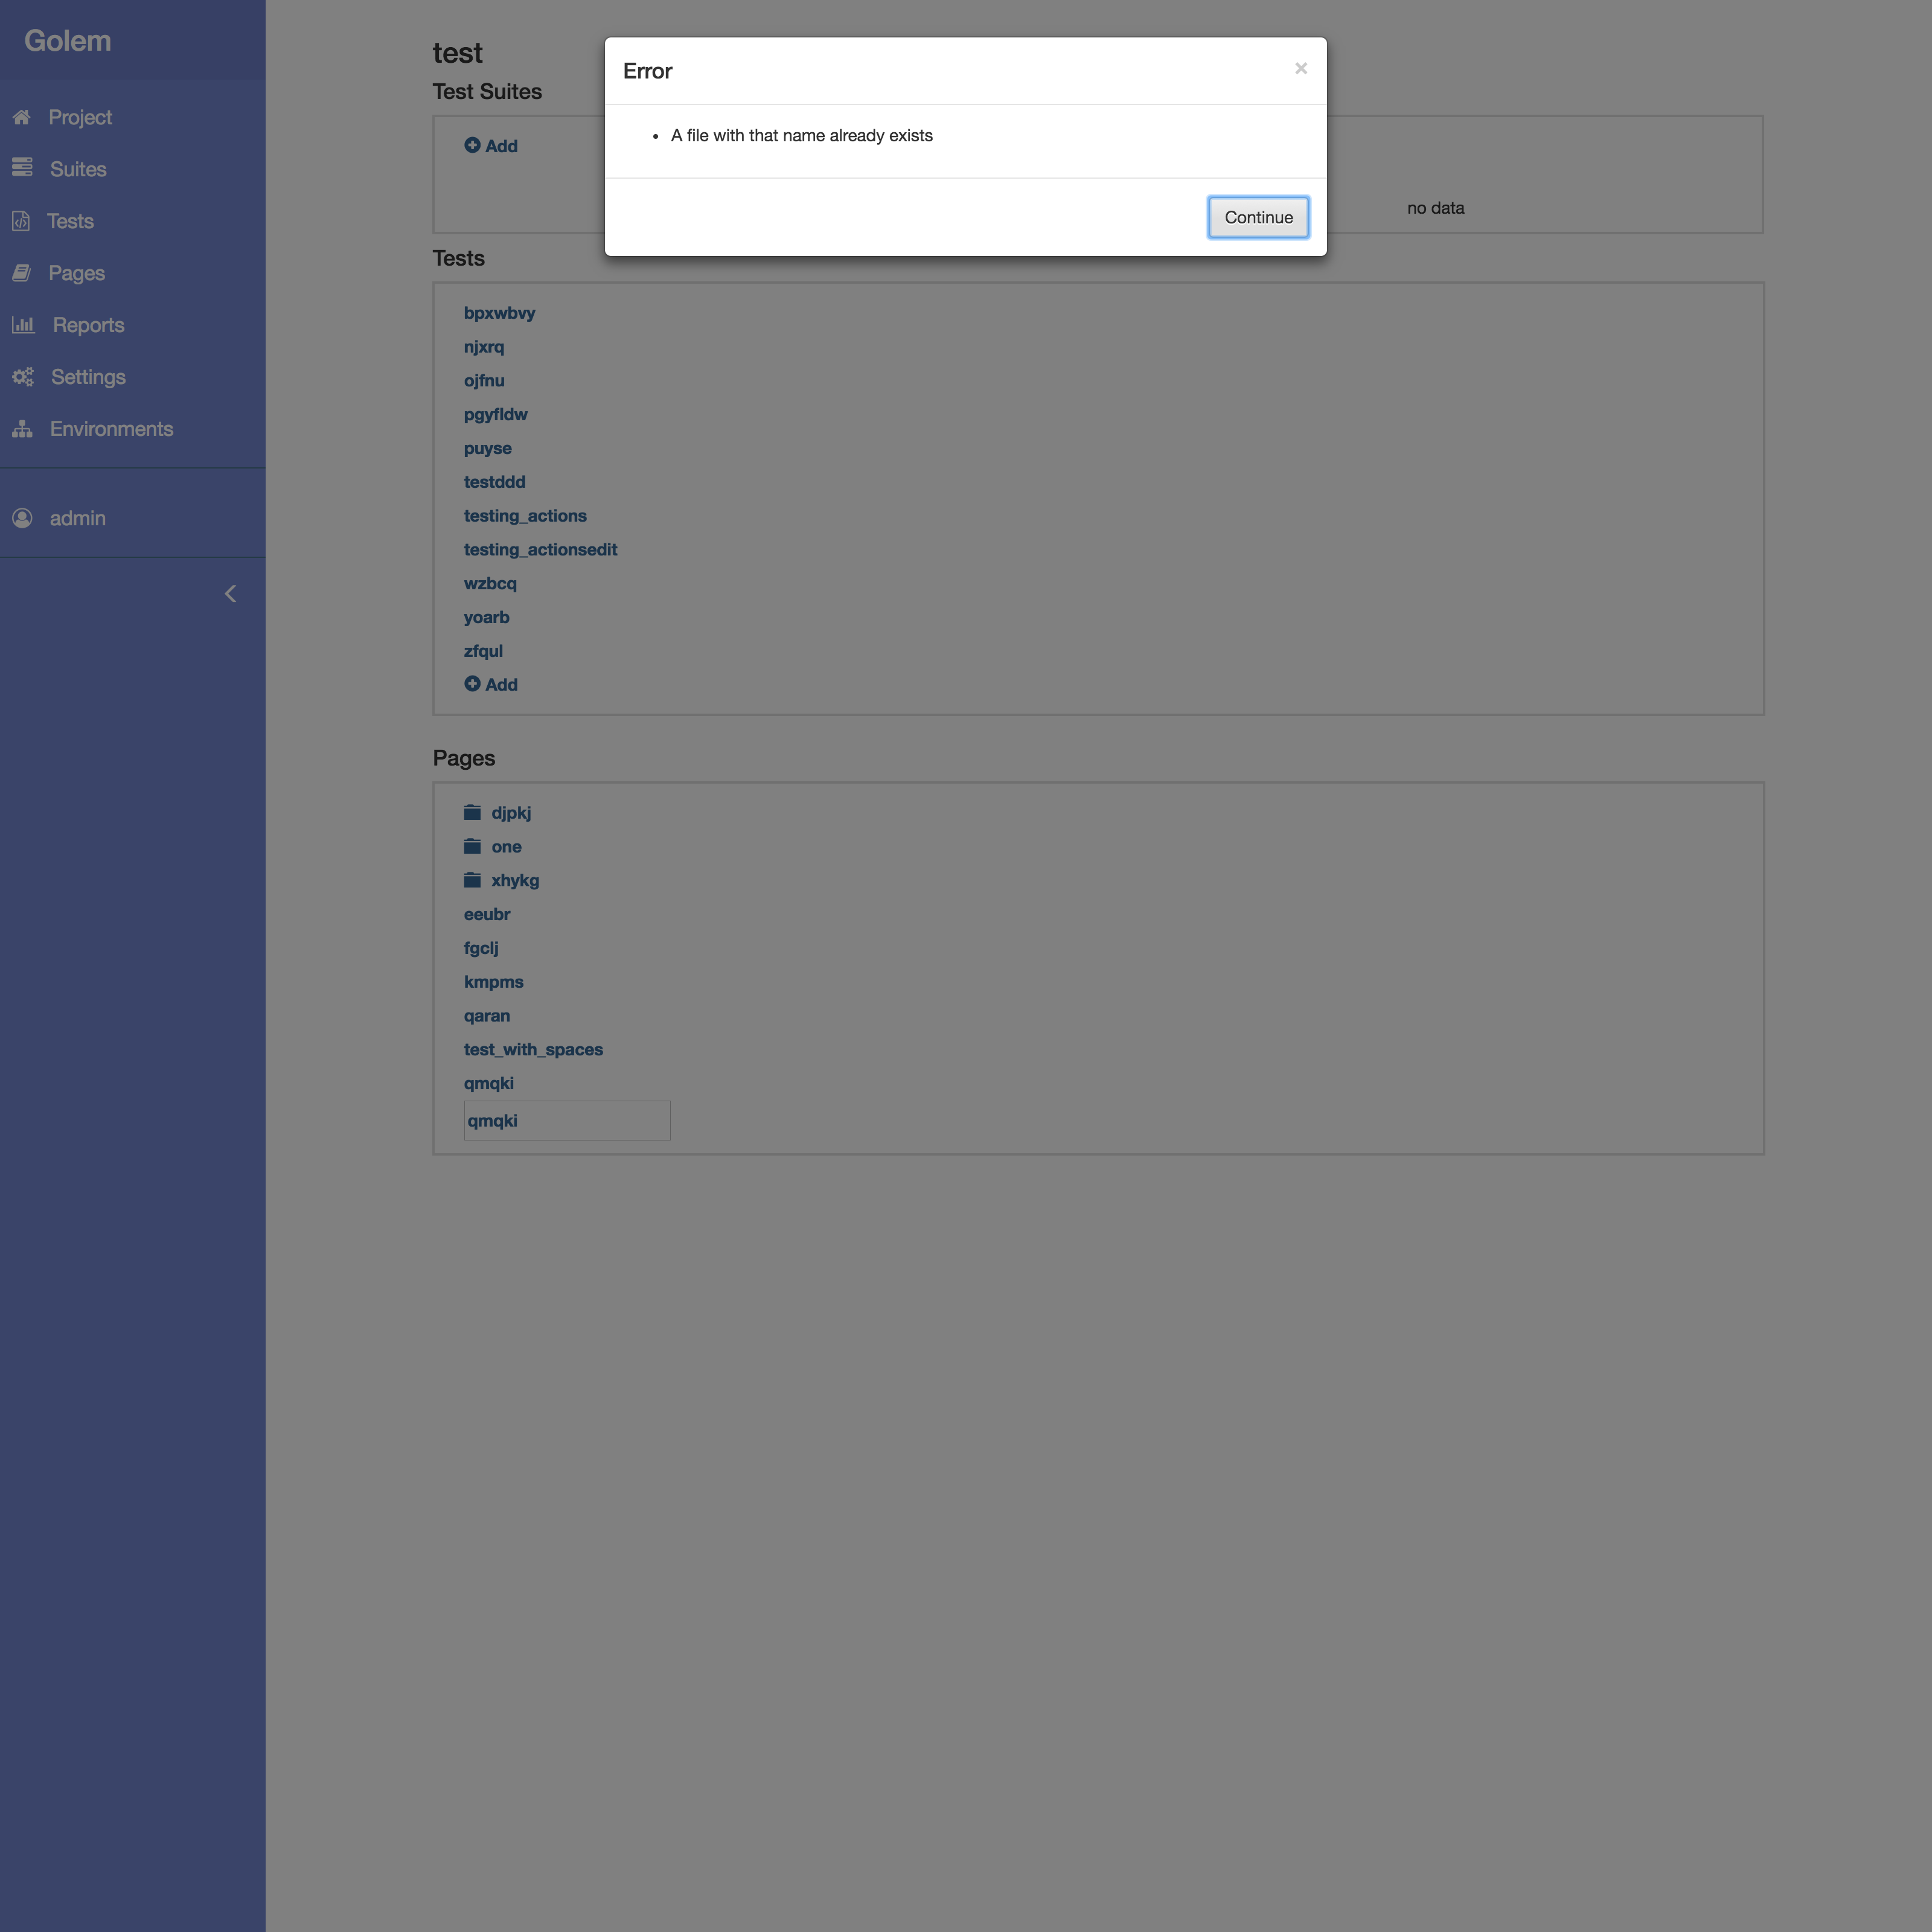 Golem
Project
Suites
Tests
Pages
Reports
Settings
Environments
admin
test
Test Suites
Add
no data
Error
×
A file with that name already exists
Continue
Tests
bpxwbvy
njxrq
ojfnu
pgyfldw
puyse
testddd
testing_actions
testing_actionsedit
wzbcq
yoarb
zfqul
Add
Pages
djpkj
one
xhykg
eeubr
fgclj
kmpms
qaran
test_with_spaces
qmqki
qmqki